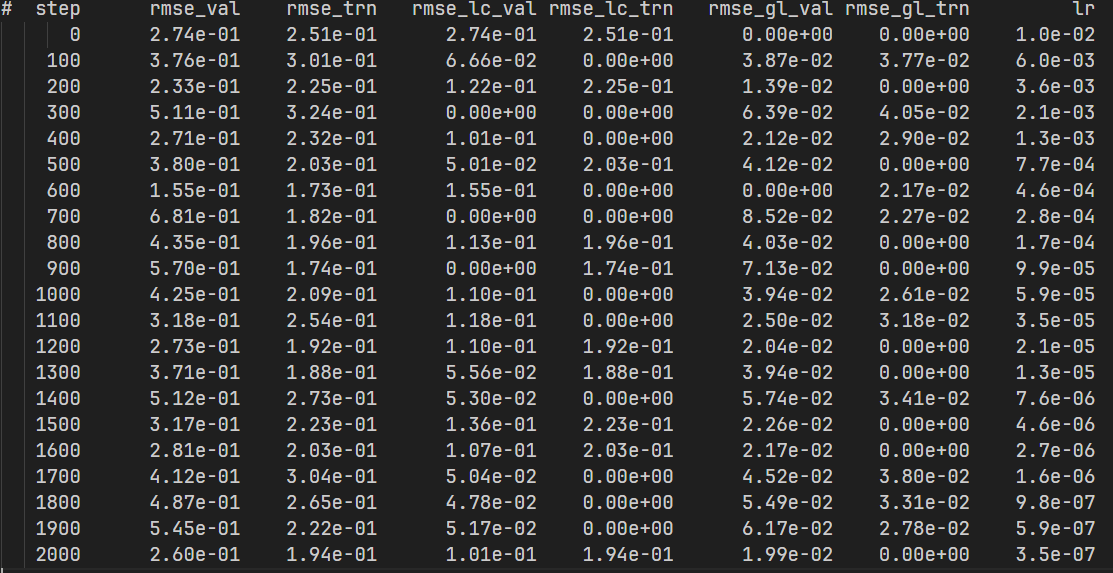 # step rmse_val rmse_trn rmse_lc_val rmse_lc_trn rmse_gl_val rmse_gl_trn lr
0 2.74e-01 2.51e-01 2.74e-01 2.51e-01 0.00e+00 0.00e+00 1.0e-02
100 3.76e-01 3.01e-01 6.66e-02 0.00e+00 3.87e-02 3.77e-02 6.0e-03
200 2.33e-01 2.25e-01 1.22e-01 2.25e-01 1.39e-02 0.00e+00 3.6e-03
300 5.11e-01 3.24e-01 0.00e+00 0.00e+00 6.39e-02 4.05e-02 2.1e-03
400 2.71e-01 2.32e-01 1.01e-01 0.00e+00 2.12e-02 2.90e-02 1.3e-03
500 3.80e-01 2.03e-01 5.01e-02 2.03e-01 4.12e-02 0.00e+00 7.7e-04
600 1.55e-01 1.73e-01 1.55e-01 0.00e+00 0.00e+00 2.17e-02 4.6e-04
700 6.81e-01 1.82e-01 0.00e+00 0.00e+00 8.52e-02 2.27e-02 2.8e-04
800 4.35e-01 1.96e-01 1.13e-01 1.96e-01 4.03e-02 0.00e+00 1.7e-04
900 5.70e-01 1.74e-01 0.00e+00 1.74e-01 7.13e-02 0.00e+00 9.9e-05
1000 4.25e-01 2.09e-01 1.10e-01 0.00e+00 3.94e-02 2.61e-02 5.9e-05
1100 3.18e-01 2.54e-01 1.18e-01 0.00e+00 2.50e-02 3.18e-02 3.5e-05
1200 2.73e-01 1.92e-01 1.10e-01 1.92e-01 2.04e-02 0.00e+00 2.1e-05
1300 3.71e-01 1.88e-01 5.56e-02 1.88e-01 3.94e-02 0.00e+00 1.3e-05
1400 5.12e-01 2.73e-01 5.30e-02 0.00e+00 5.74e-02 3.41e-02 7.6e-06
1500 3.17e-01 2.23e-01 1.36e-01 2.23e-01 2.26e-02 0.00e+00 4.6e-06
1600 2.81e-01 2.03e-01 1.07e-01 2.03e-01 2.17e-02 0.00e+00 2.7e-06
1700 4.12e-01 3.04e-01 5.04e-02 0.00e+00 4.52e-02 3.80e-02 1.6e-06
1800 4.87e-01 2.65e-01 4.78e-02 0.00e+00 5.49e-02 3.31e-02 9.8e-07
1900 5.45e-01 2.22e-01 5.17e-02 0.00e+00 6.17e-02 2.78e-02 5.9e-07
2000 2.60e-01 1.94e-01 1.01e-01 1.94e-01 1.99e-02 0.00e+00 3.5e-07